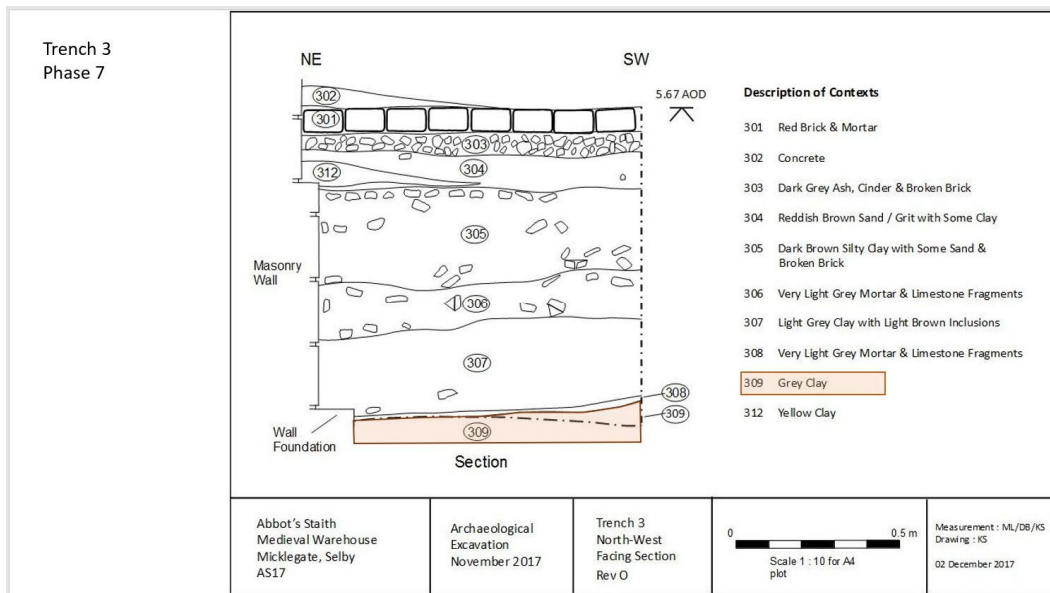 Trench 3
Phase 7
NE
SW
5.67 AOD
302
301
303
304
312
305
306
307
308
309
309
Masonry
Wall
Wall
Foundation
Section
Description of Contexts
301 Red Brick & Mortar
302 Concrete
303 Dark Grey Ash, Cinder & Broken Brick
304 Reddish Brown Sand / Grit with Some Clay
305 Dark Brown Silty Clay with Some Sand &
Broken Brick
306 Very Light Grey Mortar & Limestone Fragments
307 Light Grey Clay with Light Brown Inclusions
308 Very Light Grey Mortar & Limestone Fragments
309 Grey Clay
312 Yellow Clay
Abbot's Staith
Medieval Warehouse
Micklegate, Selby
AS17
Archaeological
Excavation
November 2017
Trench 3
North-West
Facing Section
Rev O
0 0.5 m
Scale 1 : 10 for A4
plot
Measurement : ML/DB/KS
Drawing : KS
02 December 2017